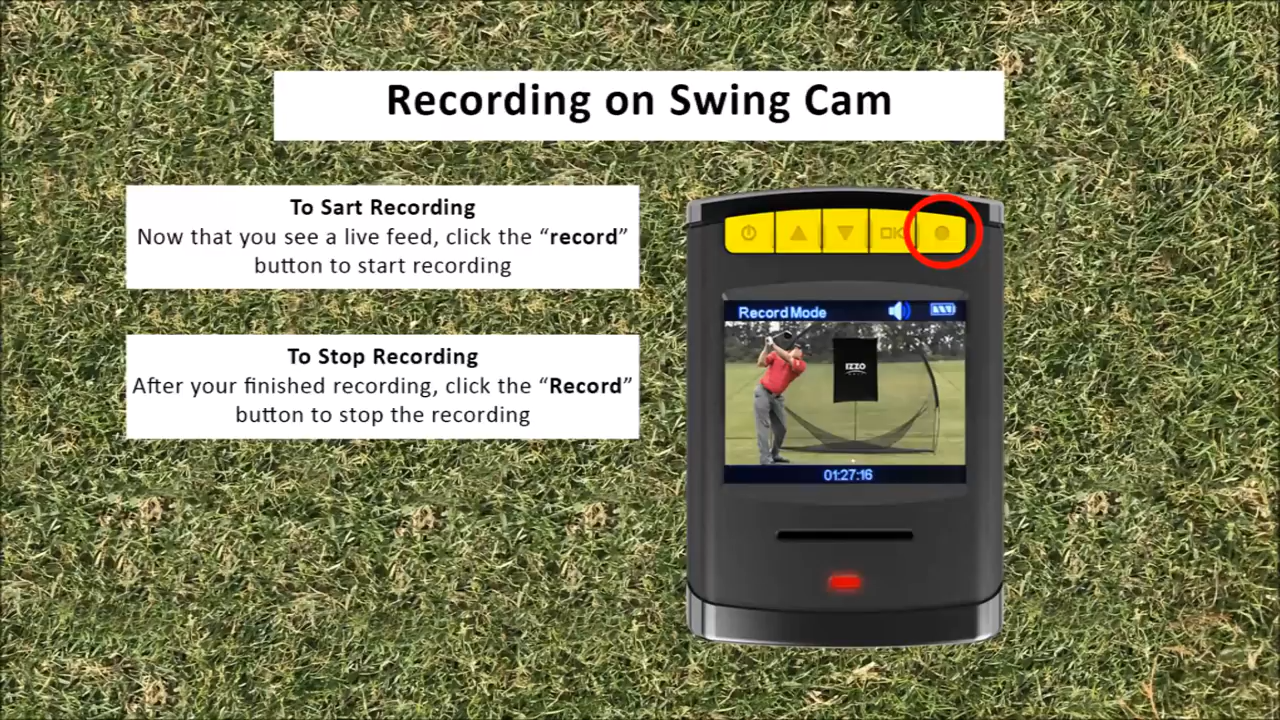 Recording on Swing Cam
To Sart Recording
Now that you see a live feed, click the “record”
button to start recording
To Stop Recording
After your finished recording, click the “Record”
button to stop the recording
OK
Record Mode
IZZO
01:27:16